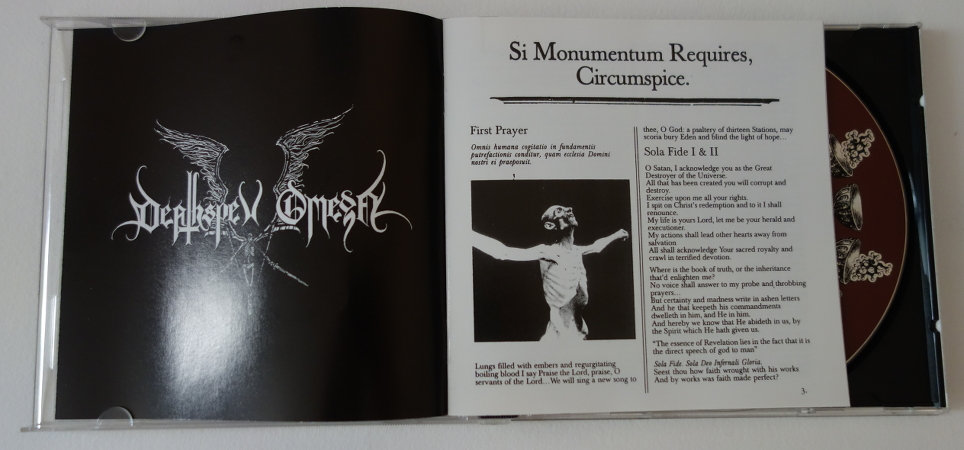 Deathspell Omega
Si Monumentum Requires,
Circumspice.
First Prayer
Omnis humana cogitatio in fundamentis
putrefactionis conditur, quam ecclesia Domini
nostri ei praeposuit.
Lungs filled with embers and regurgitating
boiling blood I say Praise the Lord, praise, O
servants of the Lord... We will sing a new song to
thee, O God: a psaltery of thirteen Stations, may
scoria bury Eden and blind the light of hope...
Sola Fide I & II
O Satan, I acknowledge you as the Great
Destroyer of the Universe.
All that has been created you will corrupt and
destroy.
Exercise upon me all your rights.
I spit on Christ's redemption and to it I shall
renounce.
My life is yours Lord, let me be your herald and
executioner.
My actions shall lead other hearts away from
salvation
All shall acknowledge Your sacred royalty and
crawl in terrified devotion.
Where is the book of truth, or the inheritance
that'd enlighten me?
No voice shall answer to my probe and throbbing
prayers...
But certainty and madness write in ashen letters
And he that keepeth his commandments
dwelleth in him, and He in him.
And hereby we know that He abideth in us, by
the Spirit which He hath given us.
"The essence of Revelation lies in the fact that it is
the direct speech of god to man"
Sola Fide. Sola Deo Infernali Gloria.
Seest thou how faith wrought with his works
And by works was faith made perfect?
3.